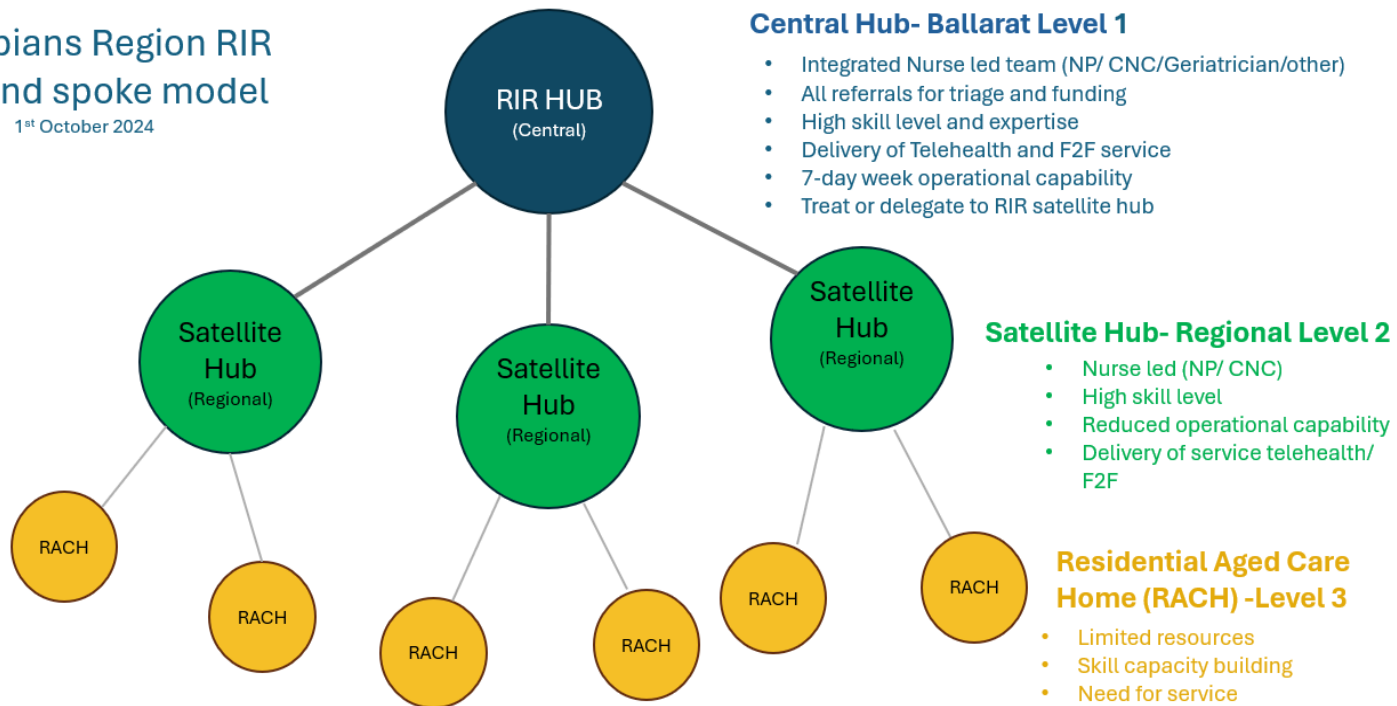 pians Region RIR
nd spoke model
1st October 2024
RIR HUB
(Central)
Central Hub- Ballarat Level 1
• Integrated Nurse led team (NP/ CNC/Geriatrician/other)
• All referrals for triage and funding
• High skill level and expertise
• Delivery of Telehealth and F2F service
• 7-day week operational capability
• Treat or delegate to RIR satellite hub
Satellite
Hub
(Regional)
Satellite
Hub
(Regional)
Satellite
Hub
(Regional)
Satellite Hub- Regional Level 2
• Nurse led (NP/ CNC)
• High skill level
• Reduced operational capability
• Delivery of service telehealth/
F2F
RACH
RACH
RACH
RACH
RACH
RACH
Residential Aged Care
Home (RACH) -Level 3
• Limited resources
• Skill capacity building
• Need for service